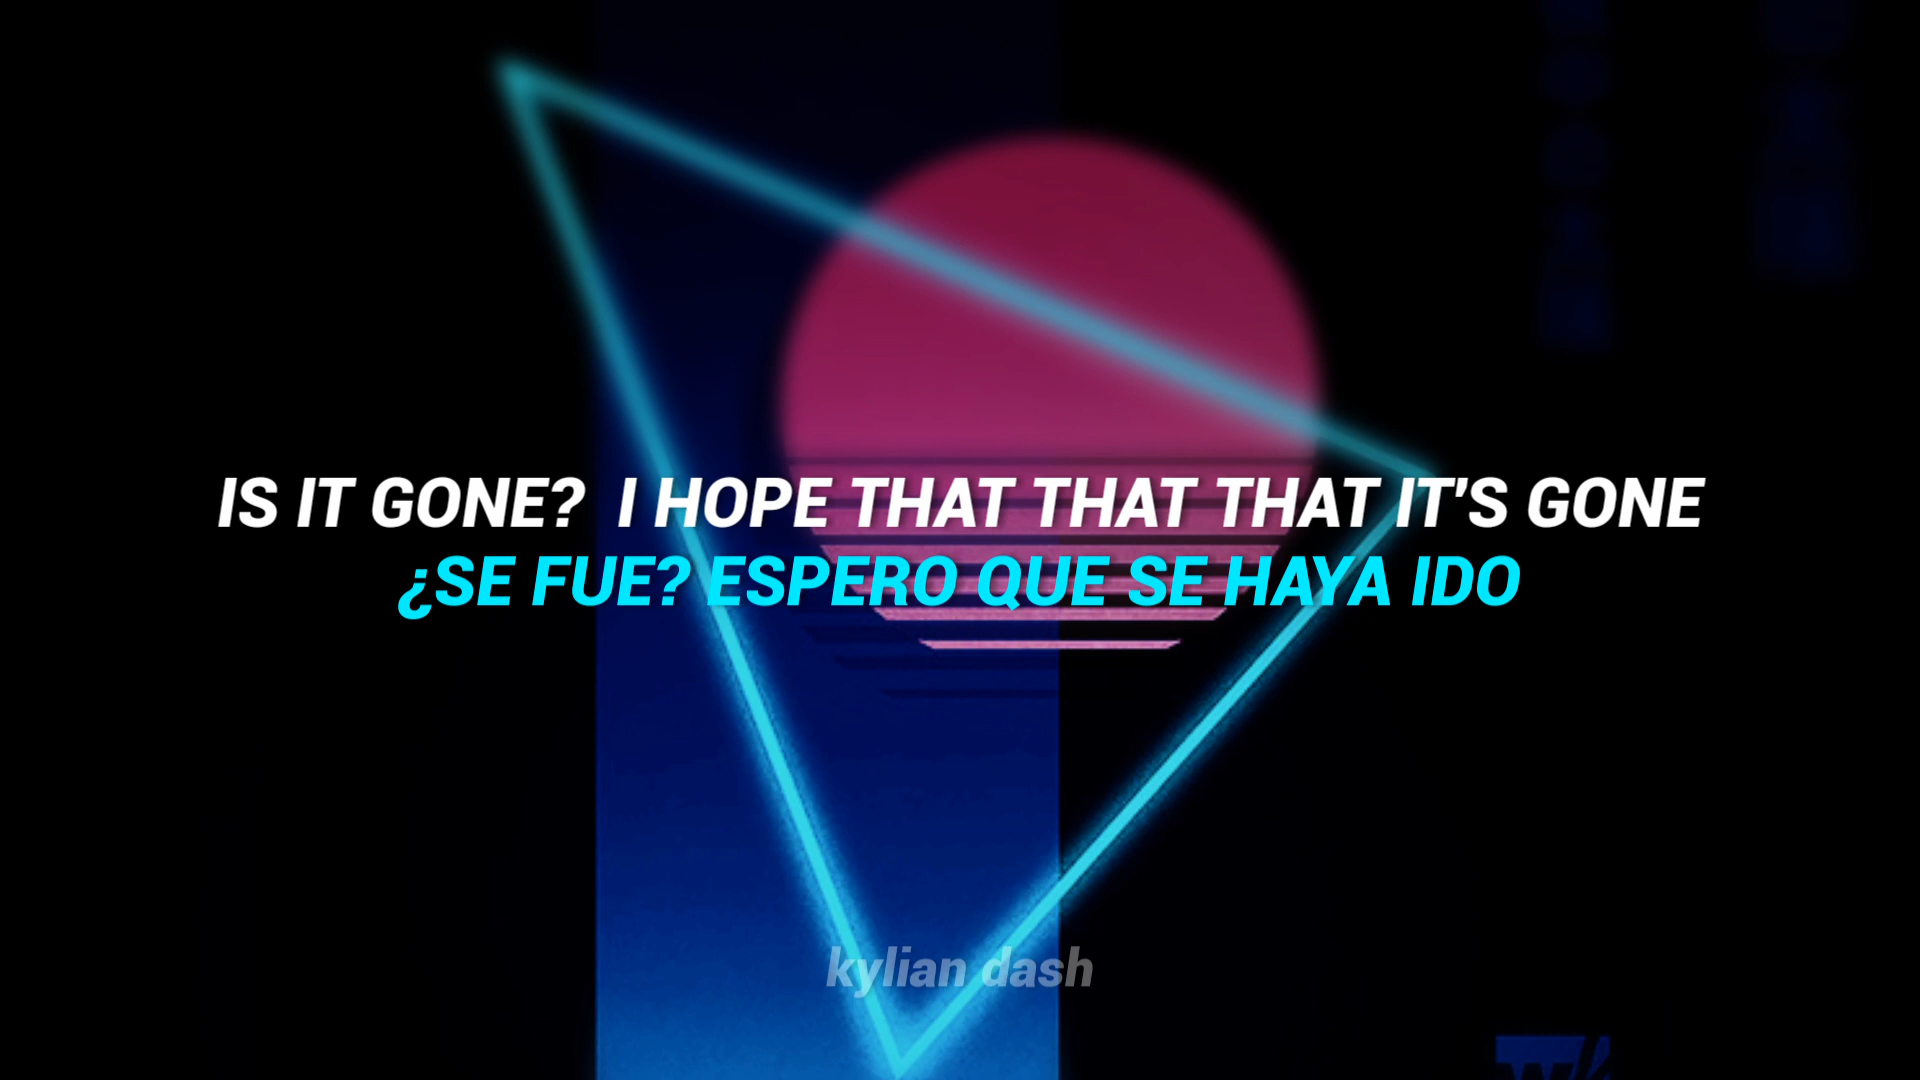 IS IT GONE?  I HOPE THAT THAT THAT IT'S GONE
¿SE FUE? ESPERO QUE SE HAYA IDO
kylian dash